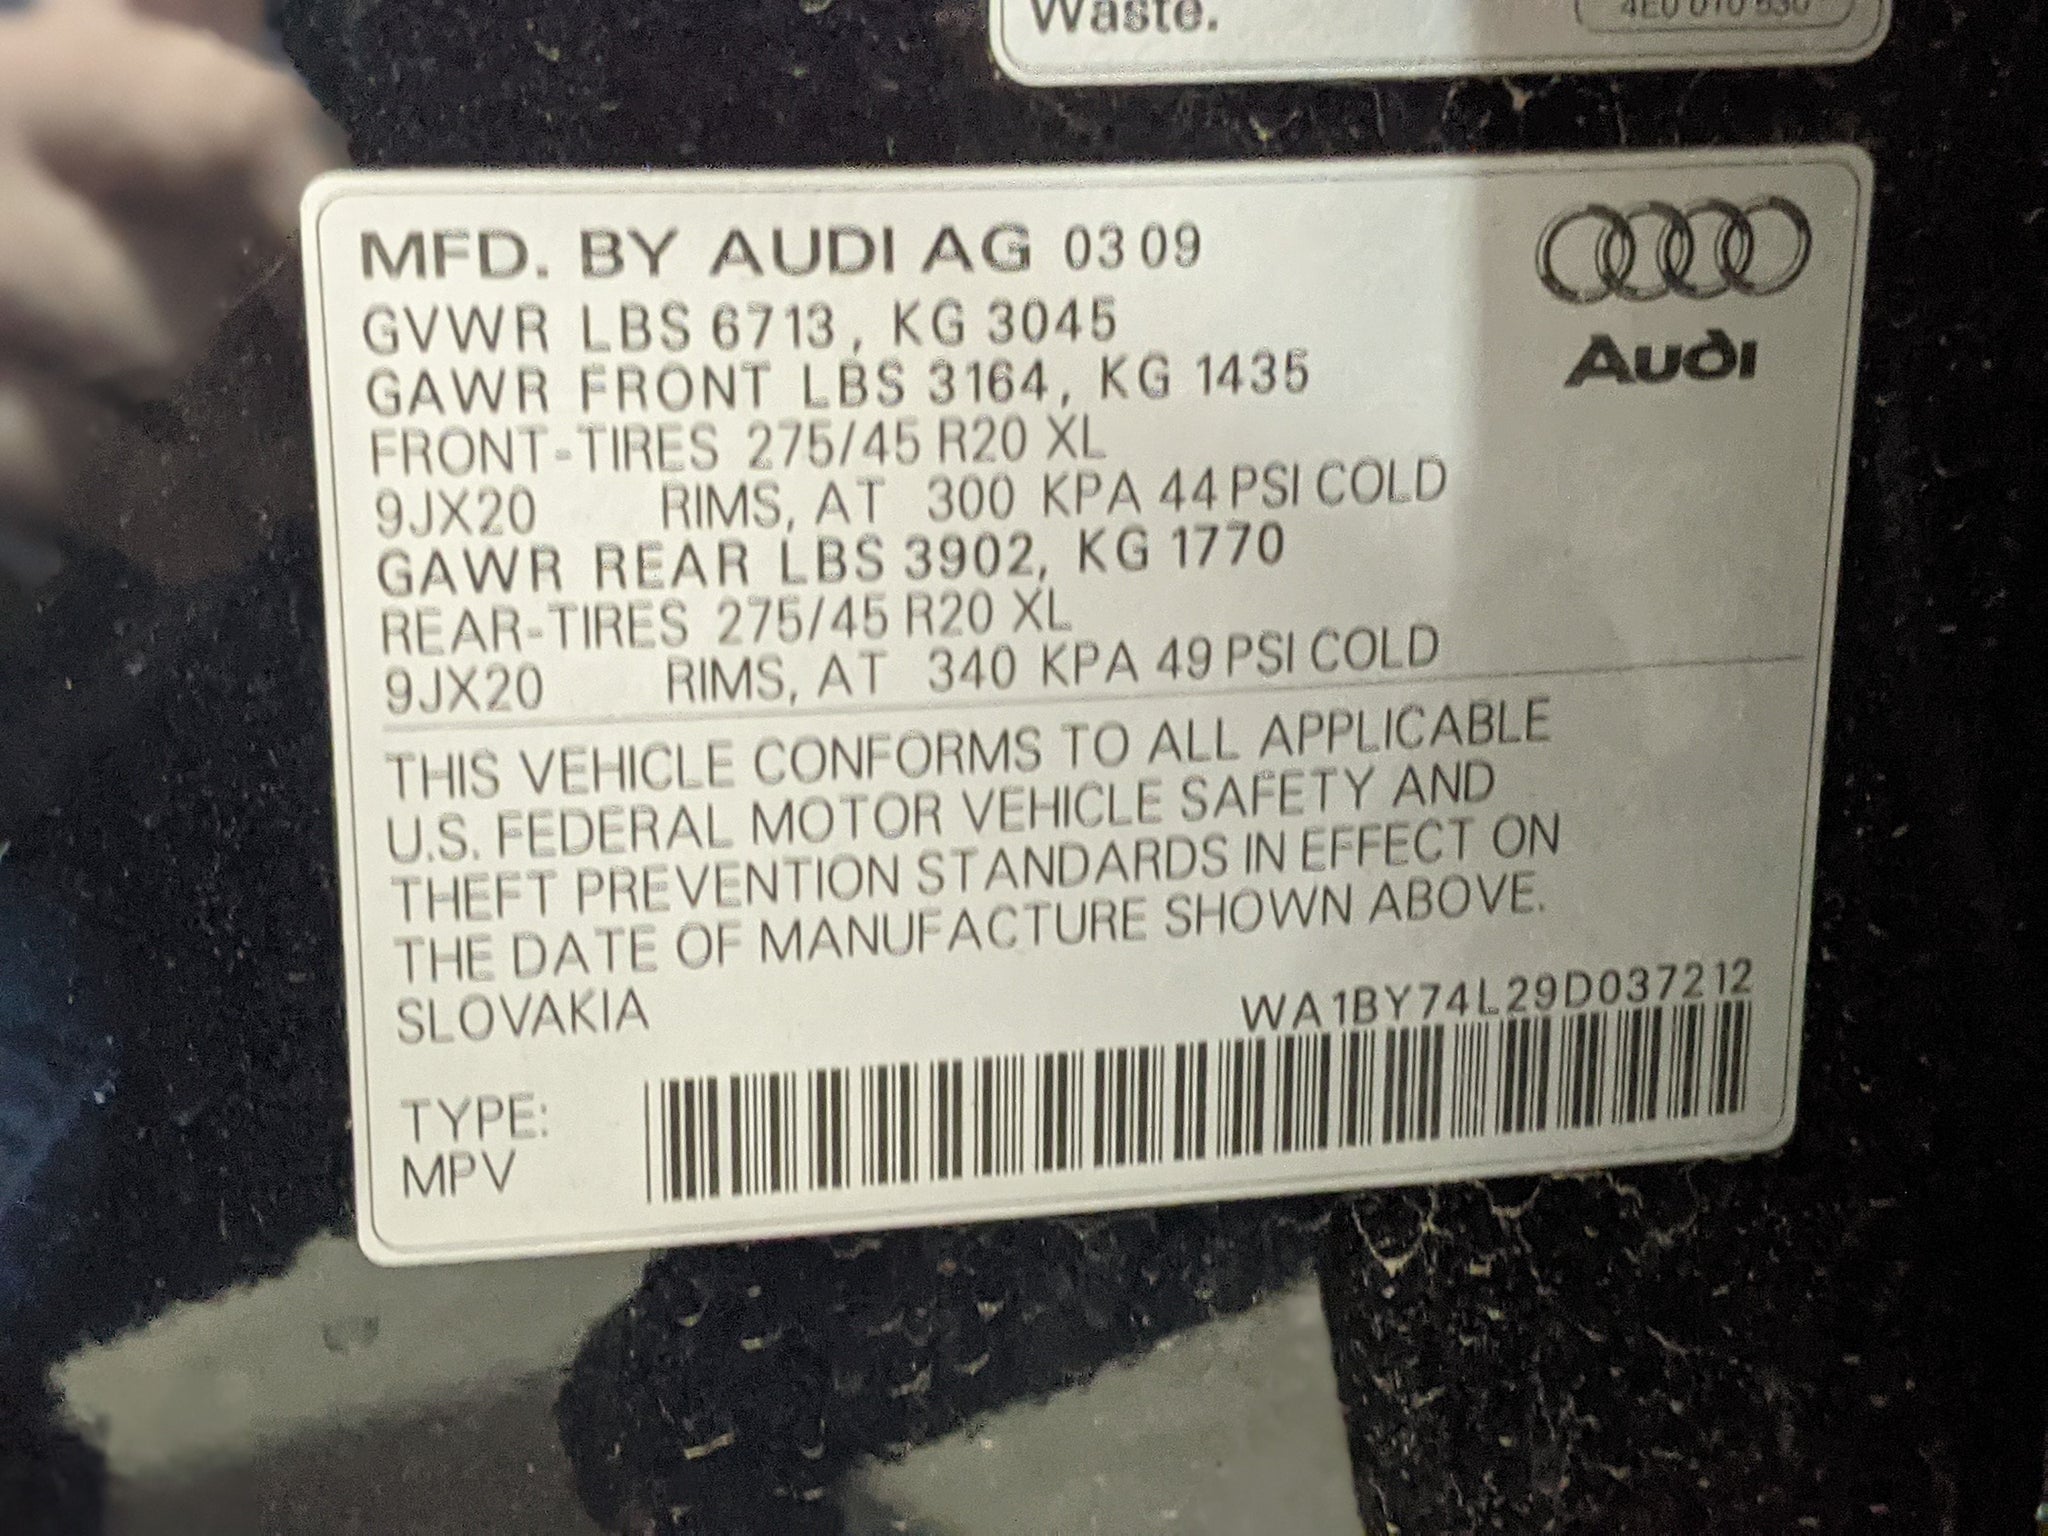 Waste.
MFD. BY AUDI AG 03 09
GVWR LBS 6713, KG 3045
GAWR FRONT LBS 3164, KG 1435
FRONT-TIRES 275/45 R20 XL
9JX20 RIMS, AT 300 KPA 44 PSI COLD
GAWR REAR LBS 3902, KG 1770
REAR-TIRES 275/45 R20 XL
9JX20 RIMS, AT 340 KPA 49 PSI COLD
Audi
THIS VEHICLE CONFORMS TO ALL APPLICABLE
U.S. FEDERAL MOTOR VEHICLE SAFETY AND
THEFT PREVENTION STANDARDS IN EFFECT ON
THE DATE OF MANUFACTURE SHOWN ABOVE.
SLOVAKIA
WA1BY74L29D037212
TYPE:
MPV